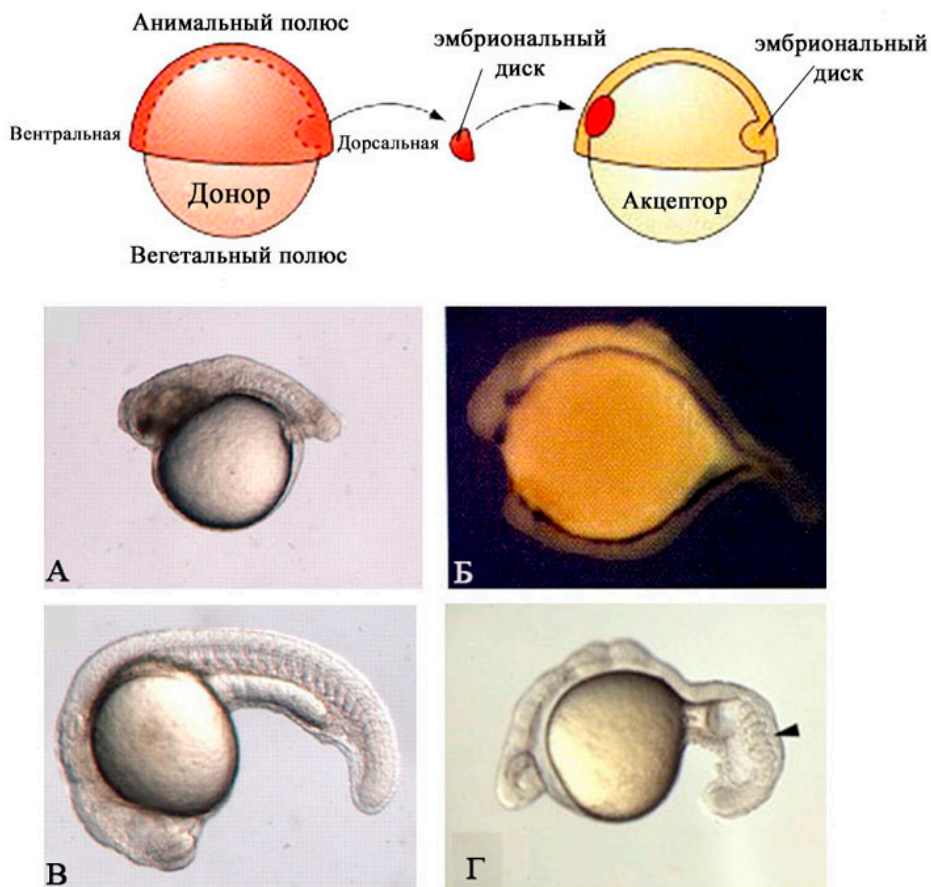 Анимальный полюс
эмбриональный
диск
эмбриональный
диск
Вентральная
Дорсальная
Донор
Акцептор
Вегетальный полюс
А
Б
В
Г